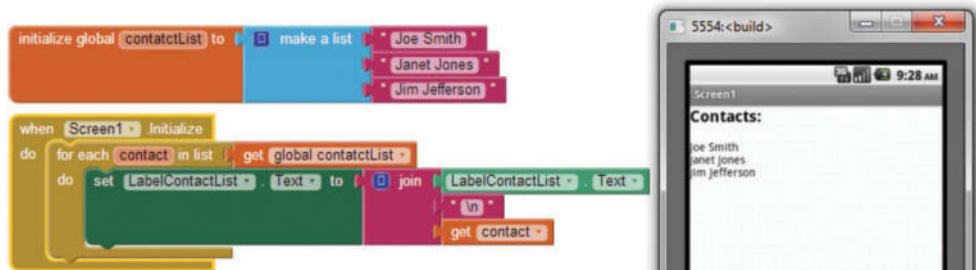 initialize global contatctList to make a list " Joe Smith "
" Janet Jones "
" Jim Jefferson "
when Screen1 .Initialize
do for each contact in list get global contatctList
do set LabelContactList . Text to join LabelContactList . Text
" \n "
get contact
5554:<build>
9:28 AM
Screen1
Contacts:
Joe Smith
Janet Jones
Jim Jefferson